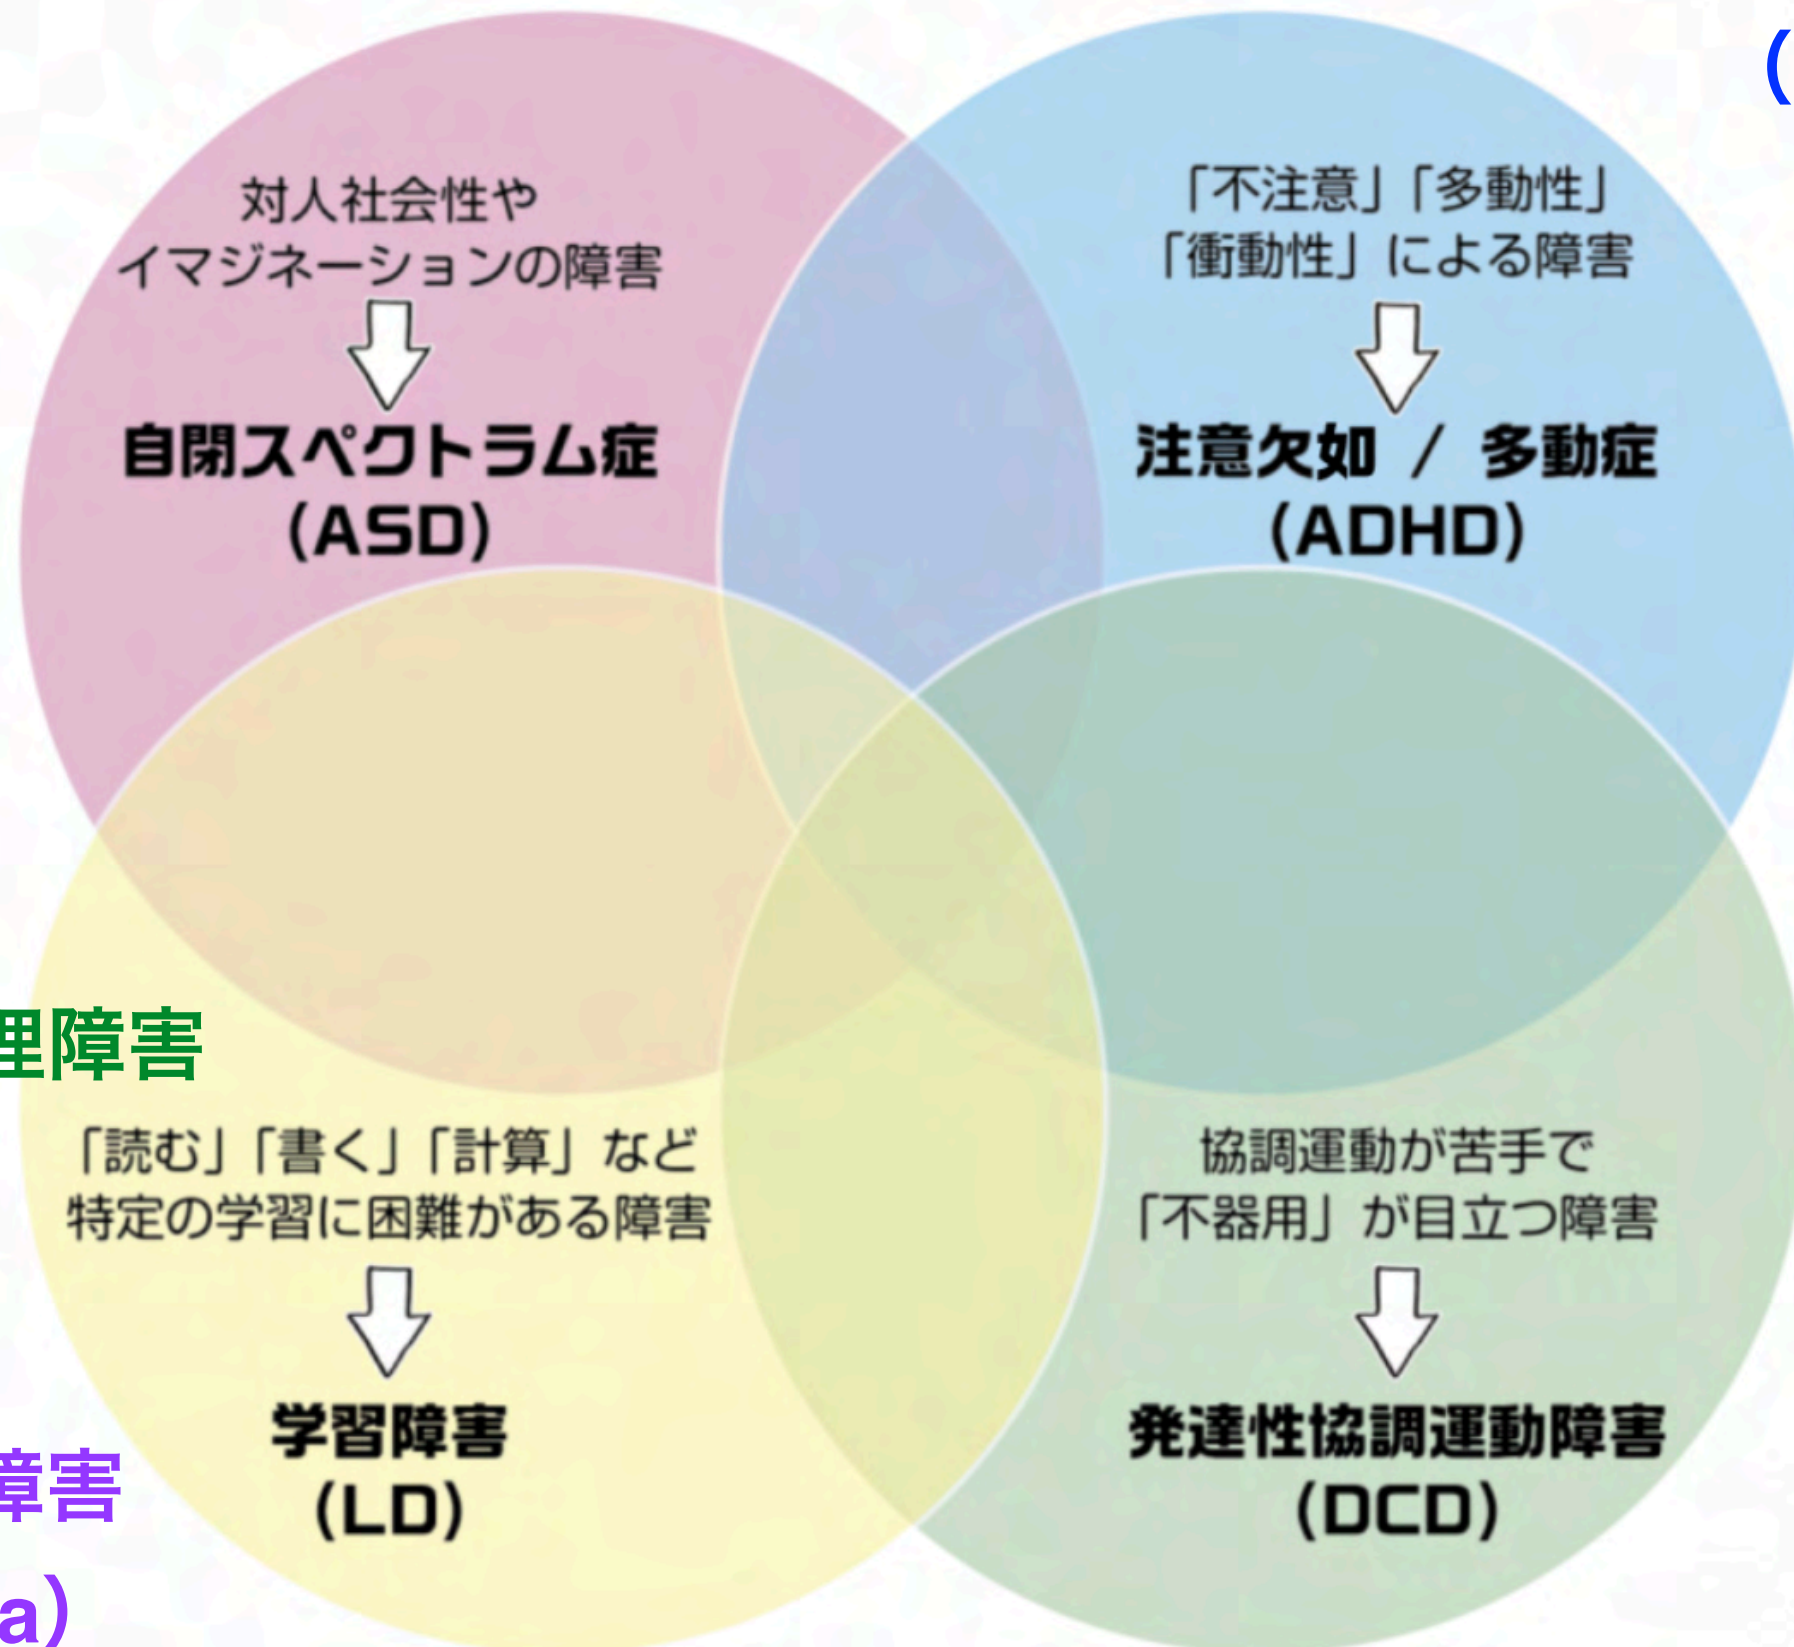 (
対人社会性や
イマジネーションの障害
自閉スペクトラム症
(ASD)
「不注意」「多動性」
「衝動性」による障害
注意欠如 / 多動症
(ADHD)
理障害
「読む」「書く」「計算」など
特定の学習に困難がある障害
学習障害
(LD)
協調運動が苦手で
「不器用」が目立つ障害
発達性協調運動障害
(DCD)
障害
a)